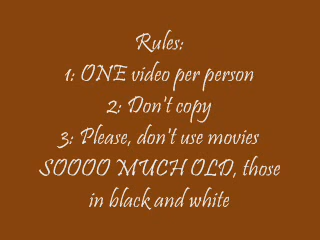 Rules:
1: ONE video per person
2: Don't copy
3: Please, don't use movies
SOOOO MUCH OLD, those
in black and white